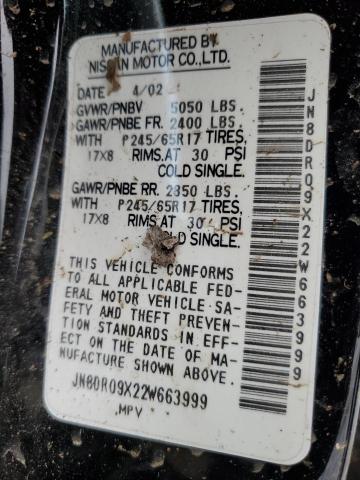 MANUFACTURED BY
NISSAN MOTOR CO.,LTD.
DATE 4/02
GVWR/PNBV 5050 LBS.
GAWR/PNBE FR. 2400 LBS.
WITH P245/65R17 TIRES,
17X8 RIMS,AT 30 PSI
COLD SINGLE.
GAWR/PNBE RR. 2850 LBS.
WITH P245/65R17 TIRES,
17X8 RIMS,AT 30 PSI
COLD SINGLE.
THIS VEHICLE CONFORMS
TO ALL APPLICABLE FED-
ERAL MOTOR VEHICLE SA-
FETY AND THEFT PREVEN-
TION STANDARDS IN EF-
FECT ON THE DATE OF MA-
NUFACTURE SHOWN ABOVE.
JN8DR09X22W663999
MPV
JN8DR09X22W663999